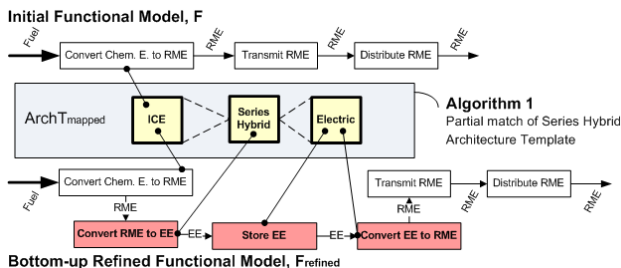 Initial Functional Model, F
Fuel
Convert Chem. E. to RME
RME
Transmit RME
RME
Distribute RME
RME
ArchTmapped
ICE
Series
Hybrid
Electric
Algorithm 1
Partial match of Series Hybrid
Architecture Template
Convert Chem. E. to RME
Fuel
RME
Transmit RME
RME
Distribute RME
RME
RME
Convert RME to EE
EE
Store EE
EE
Convert EE to RME
Bottom-up Refined Functional Model, Frefined